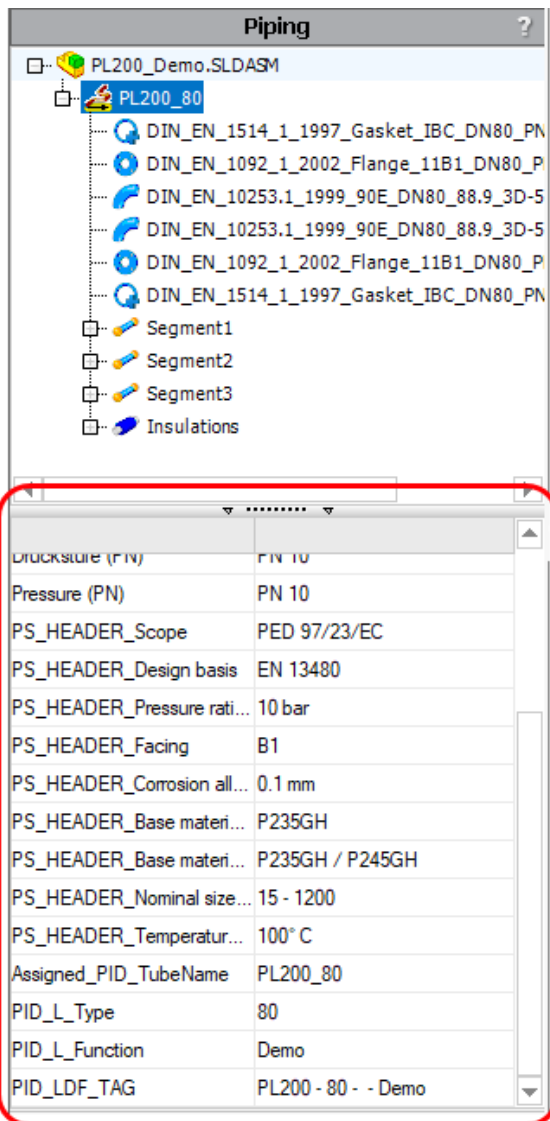 Piping
?
PL200_Demo.SLDASM
PL200_80
DIN_EN_1514_1_1997_Gasket_IBC_DN80_PN
DIN_EN_1092_1_2002_Flange_11B1_DN80_P
DIN_EN_10253.1_1999_90E_DN80_88.9_3D-5
DIN_EN_10253.1_1999_90E_DN80_88.9_3D-5
DIN_EN_1092_1_2002_Flange_11B1_DN80_P
DIN_EN_1514_1_1997_Gasket_IBC_DN80_PN
Segment1
Segment2
Segment3
Insulations
(PN) PN 10
Pressure (PN) PN 10
PS_HEADER_Scope PED 97/23/EC
PS_HEADER_Design basis EN 13480
PS_HEADER_Pressure rati... 10 bar
PS_HEADER_Facing B1
PS_HEADER_Corrosion all... 0.1 mm
PS_HEADER_Base materi... P235GH
PS_HEADER_Base materi... P235GH / P245GH
PS_HEADER_Nominal size... 15 - 1200
PS_HEADER_Temperatur... 100° C
Assigned_PID_TubeName PL200_80
PID_L_Type 80
PID_L_Function Demo
PID_LDF_TAG PL200 - 80 - - Demo